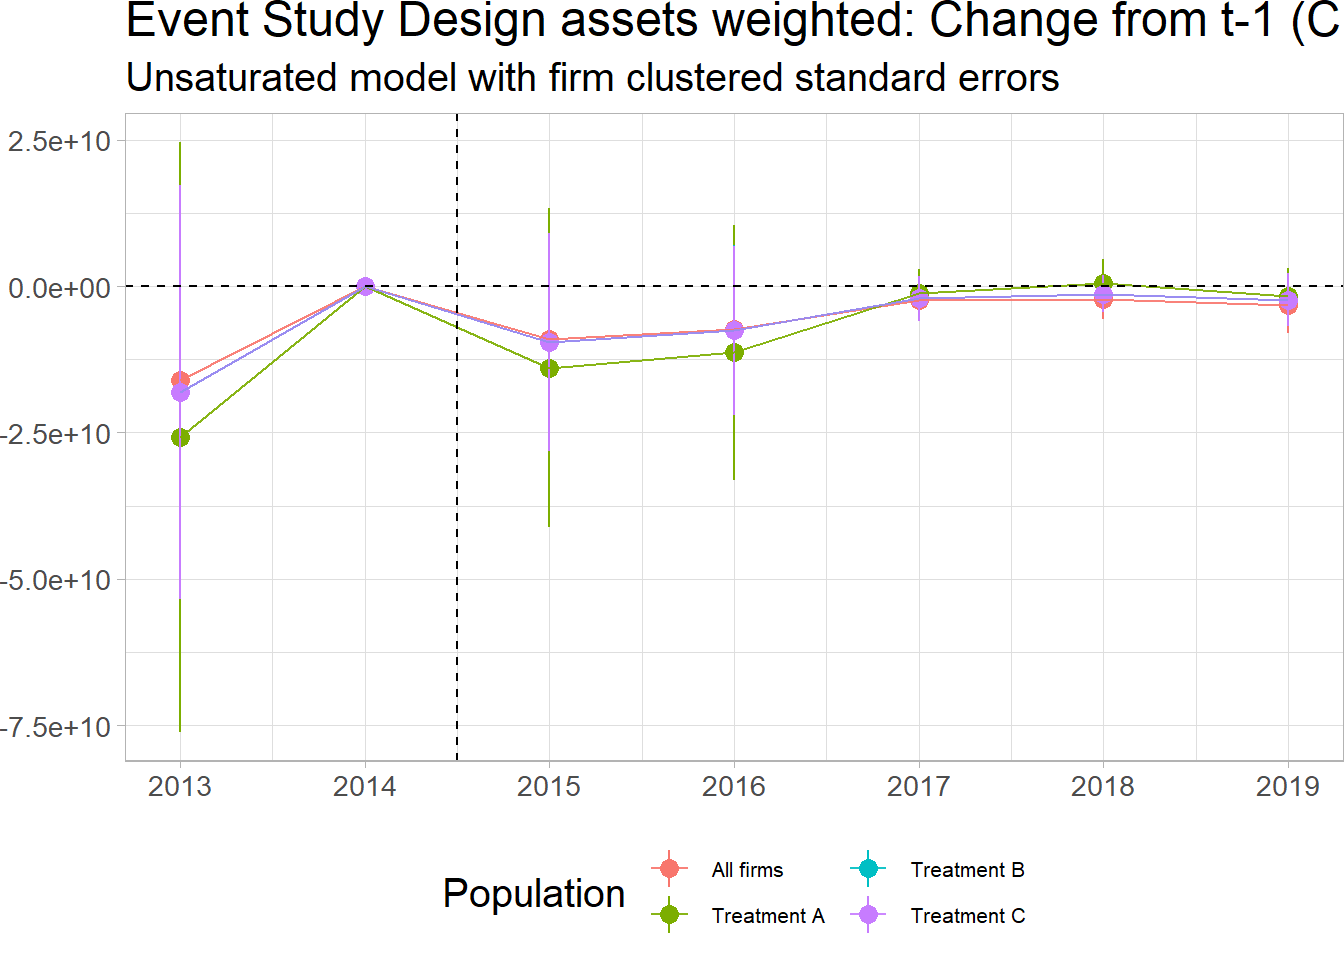 Event Study Design assets weighted: Change from t-1 (C
Unsaturated model with firm clustered standard errors
2.5e+10
0.0e+00
-2.5e+10
-5.0e+10
-7.5e+10
2013 2014 2015 2016 2017 2018 2019
Population
All firms Treatment B
Treatment A Treatment C